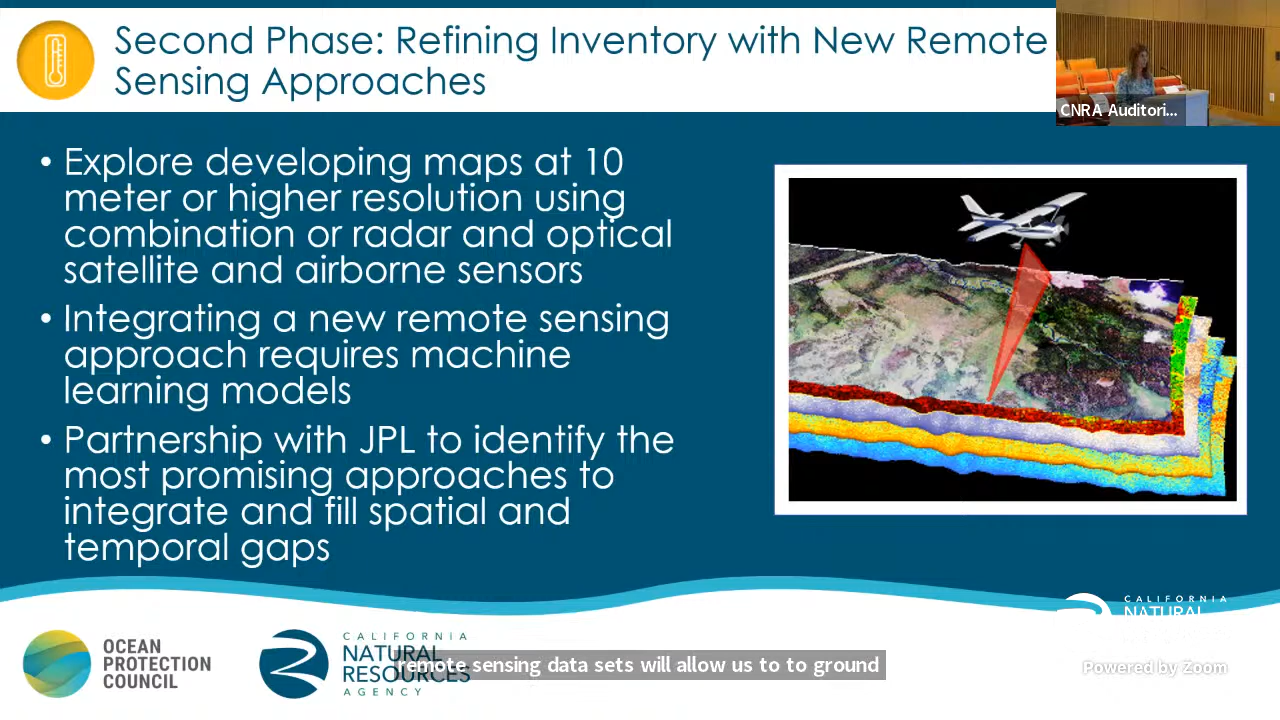 Second Phase: Refining Inventory with New Remote
Sensing Approaches
CNRA Auditori...
• Explore developing maps at 10
meter or higher resolution using
combination or radar and optical
satellite and airborne sensors
• Integrating a new remote sensing
approach requires machine
learning models
• Partnership with JPL to identify the
most promising approaches to
integrate and fill spatial and
temporal gaps
CALIFORNIA
NATURAL
OCEAN
PROTECTION
COUNCIL
CALIFORNIA
NATURAL
RESOURCES
AGENCY
remote sensing data sets will allow us to to ground
Powered by Zoom